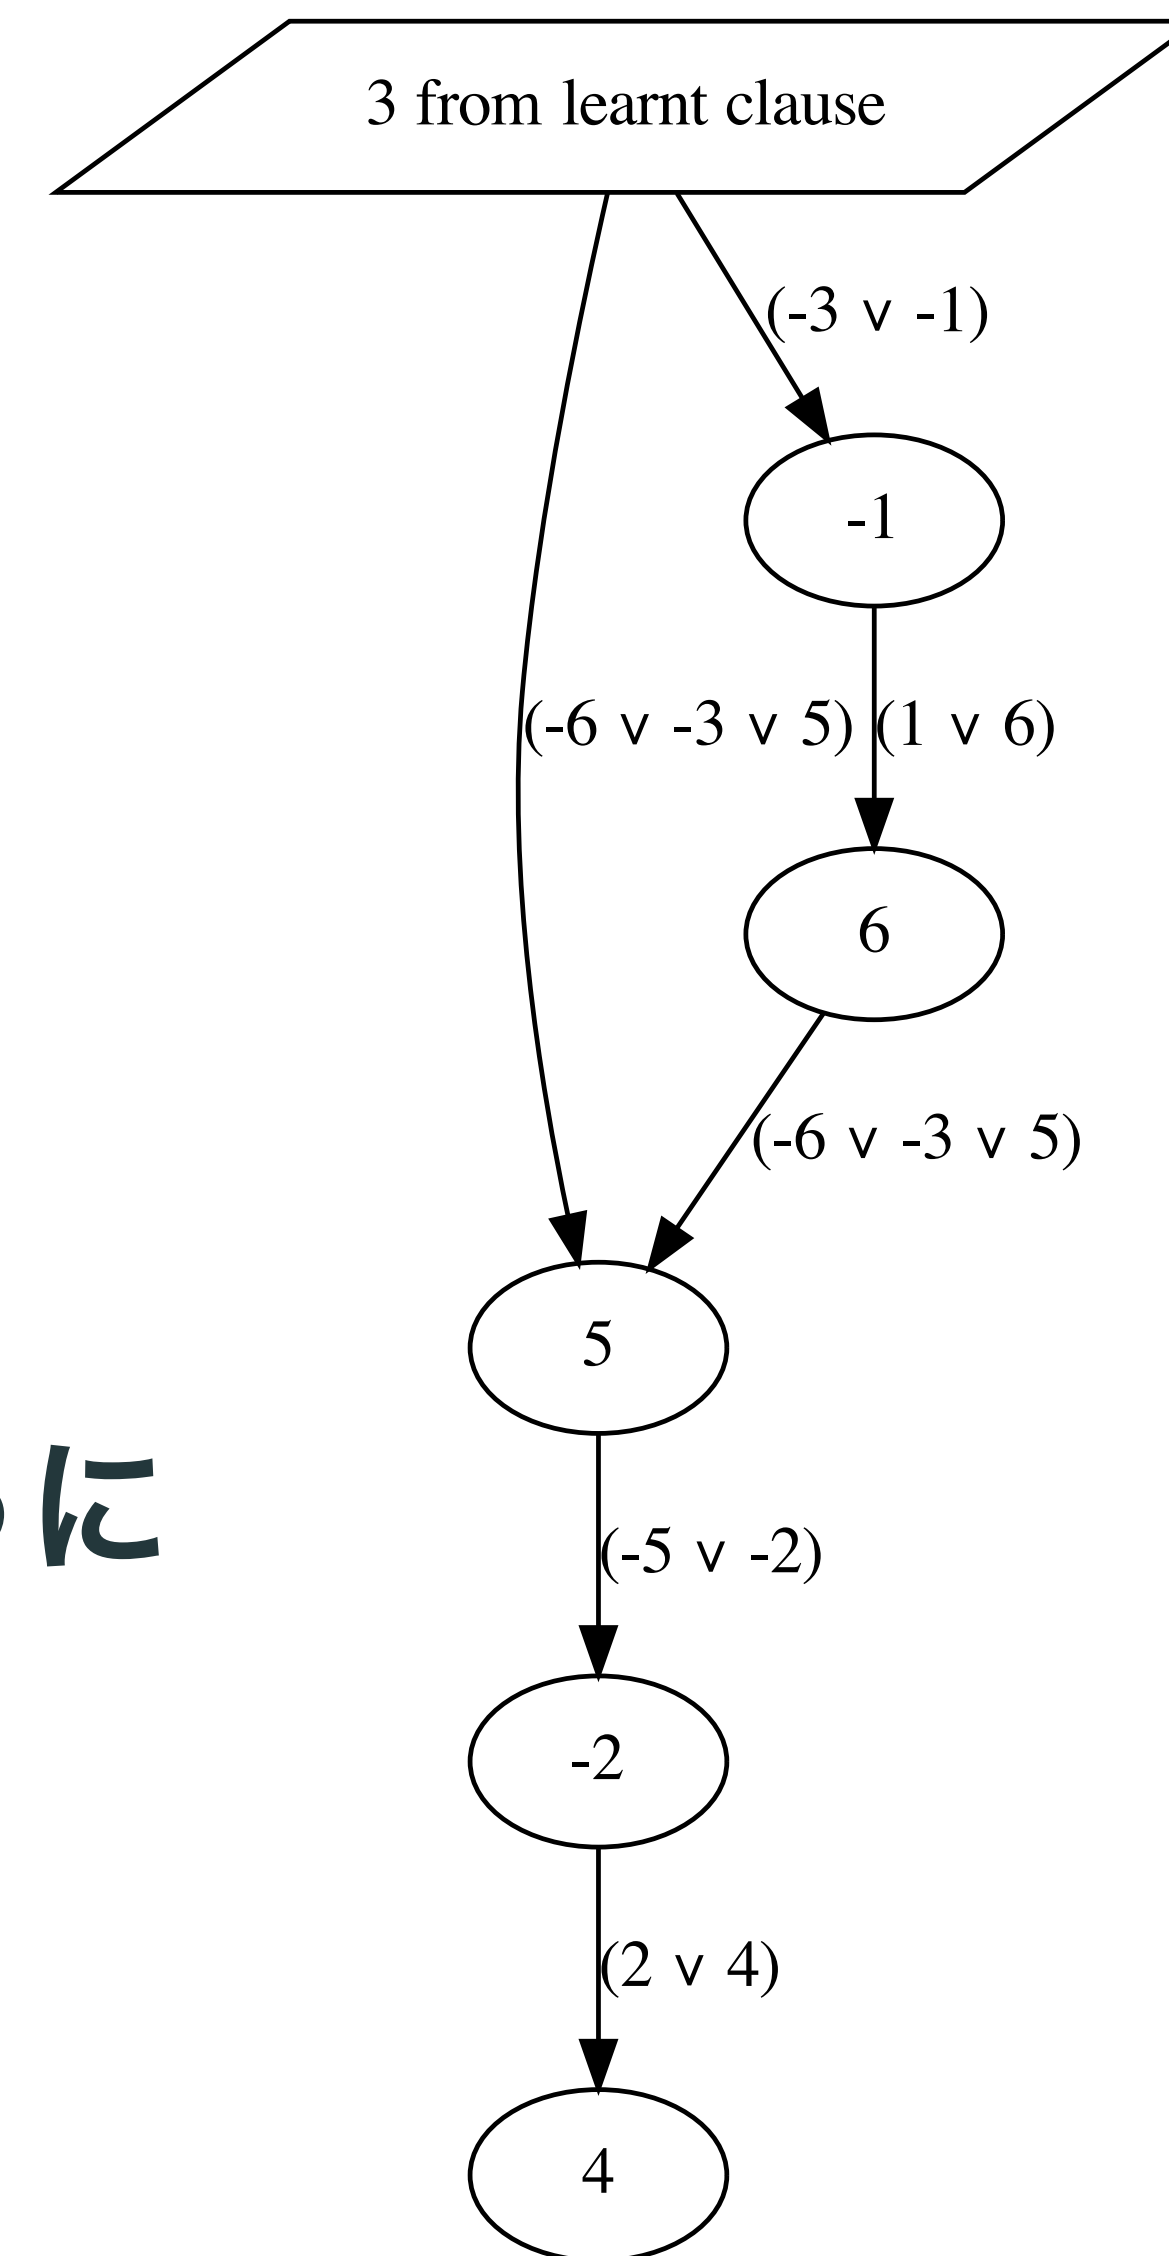 3 from learnt clause
(-3 v -1)
-1
(-6 v -3 v 5) (1 v 6)
6
(-6 v -3 v 5)
5
に
(-5 v -2)
-2
(2 v 4)
4